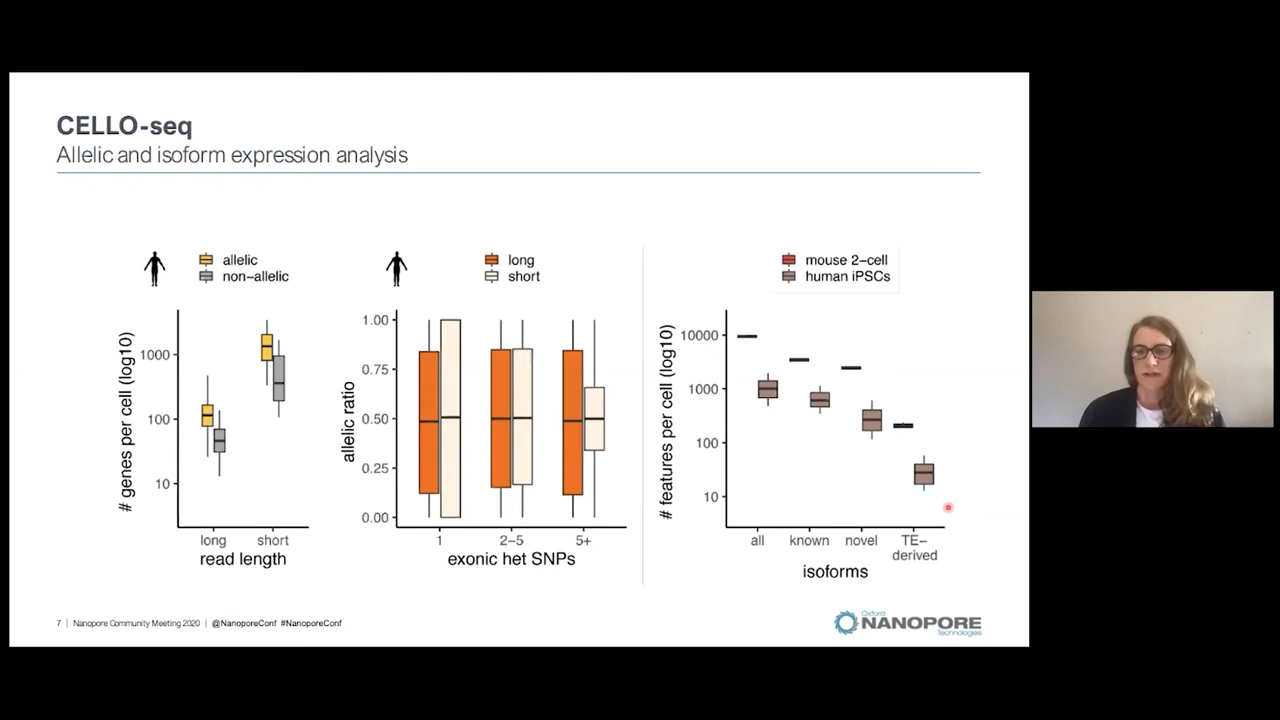 CELLO-seq
Allelic and isoform expression analysis
allelic
non-allelic
# genes per cell (log10)
1000
100
10
long
short
read length
long
short
allelic ratio
1.00
0.75
0.50
0.25
0.00
1
2-5
5+
exonic het SNPs
mouse 2-cell
human iPSCs
# features per cell (log10)
10000
1000
100
10
all
known
novel
TE-
derived
isoforms
7 | Nanopore Community Meeting 2020 | @NanoporeConf #NanoporeConf
Oxford
NANOPORE
Technologies